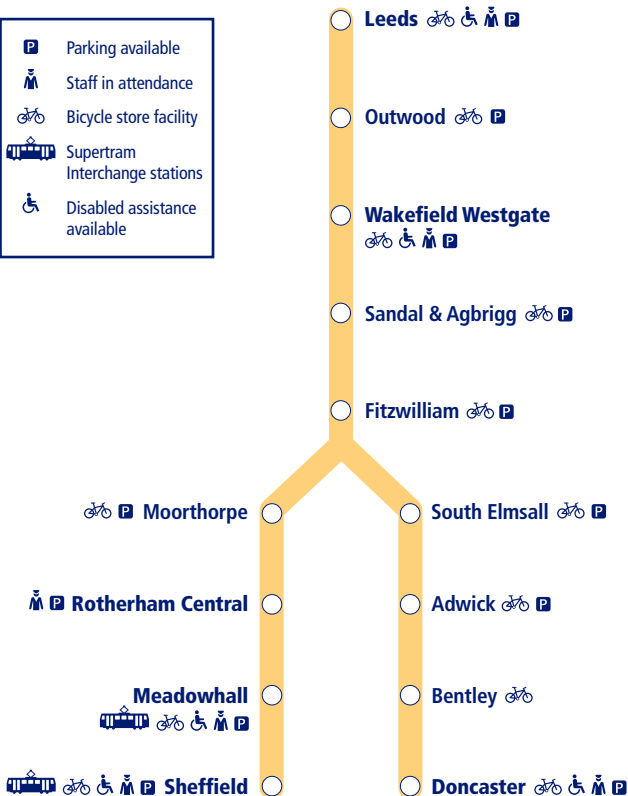 Leeds
P
P Parking available
Staff in attendance
Bicycle store facility
Supertram
Interchange stations
Disabled assistance
available
Outwood P
Wakefield Westgate
P
Sandal & Agbrigg P
Fitzwilliam P
P Moorthorpe
South Elmsall P
P Rotherham Central
Adwick P
Meadowhall
P
Bentley
P Sheffield
Doncaster P